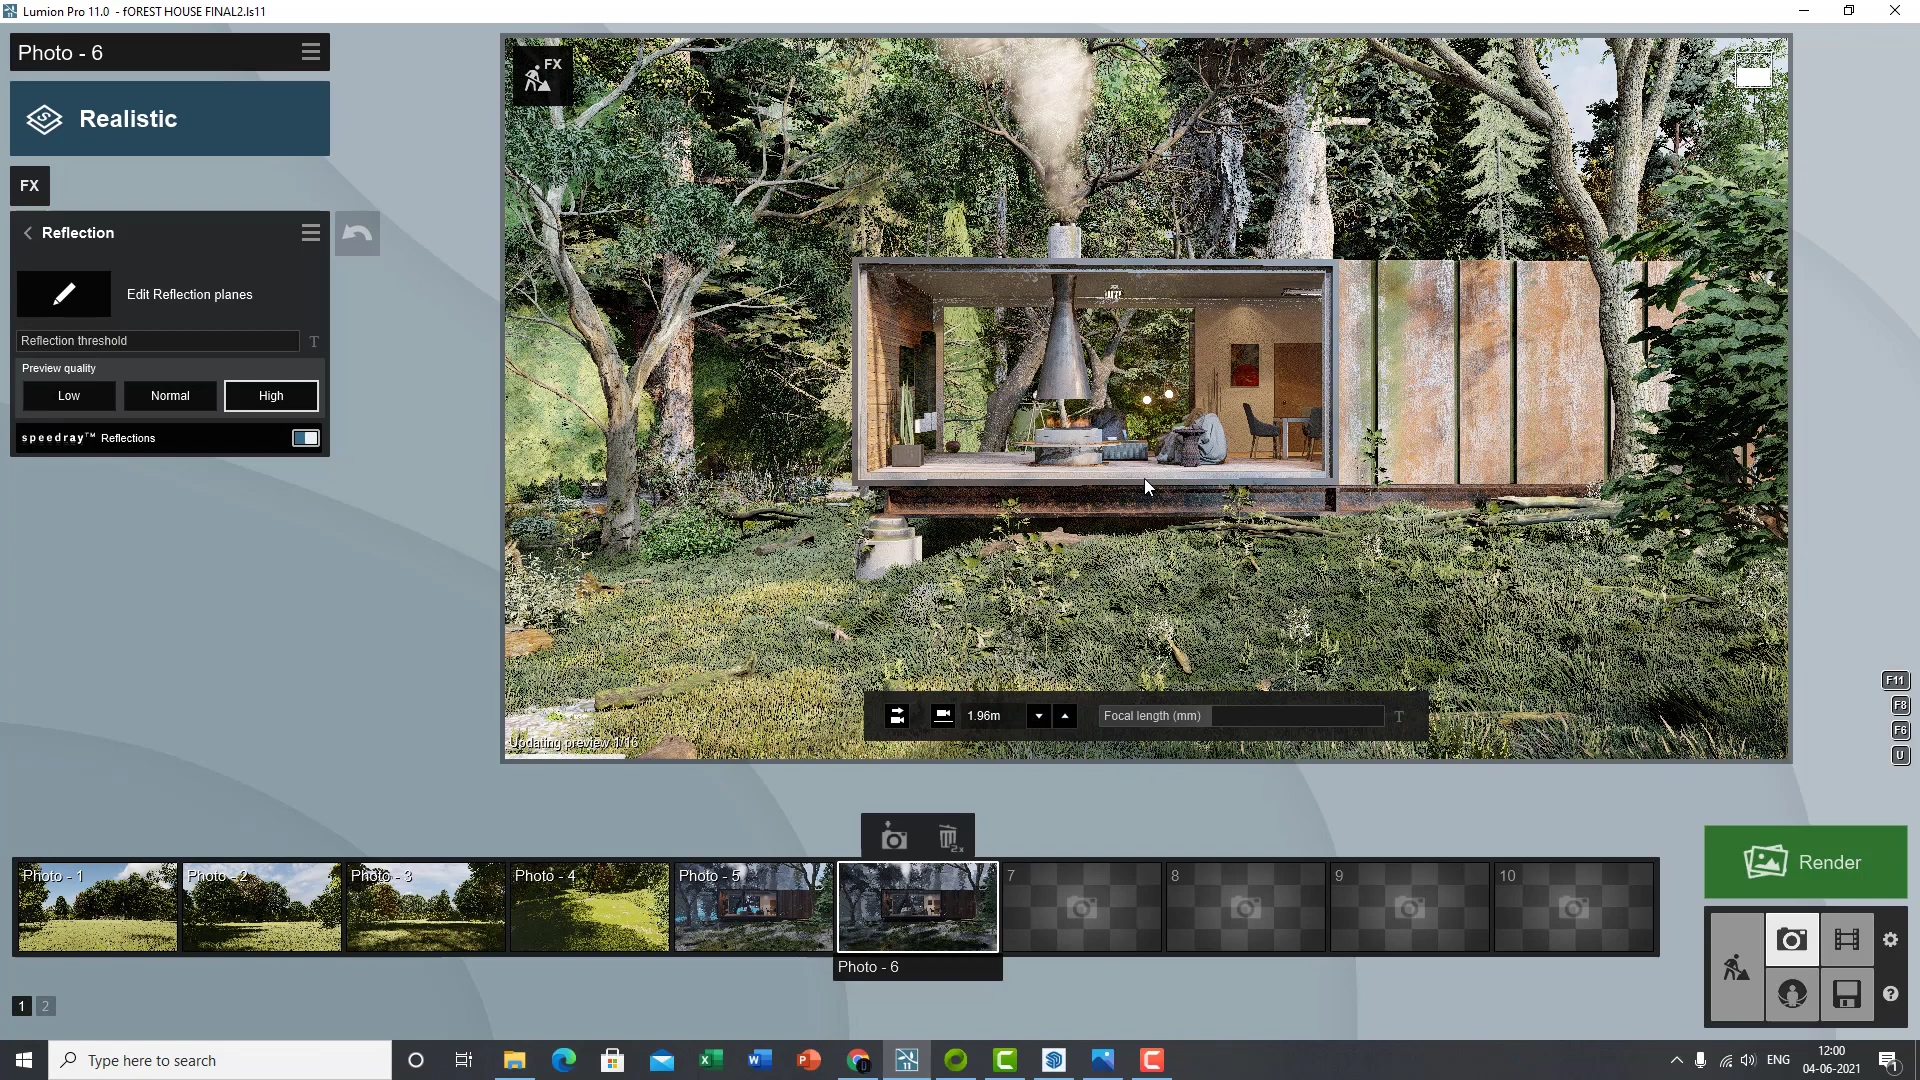 Lumion Pro 11.0 - fOREST HOUSE FINAL2.ls11
Photo - 6
Realistic
FX
Reflection
Edit Reflection planes
Reflection threshold
T
Preview quality
Low Normal High
speedray™ Reflections
FX
1.96m
Focal length (mm)
T
Updating preview 1/16
F11
F8
F6
U
Photo - 1
Photo - 2
Photo - 3
Photo - 4
Photo - 5
7
8
9
10
Photo - 6
Render
1 2
Type here to search
ENG
12:00
04-06-2021